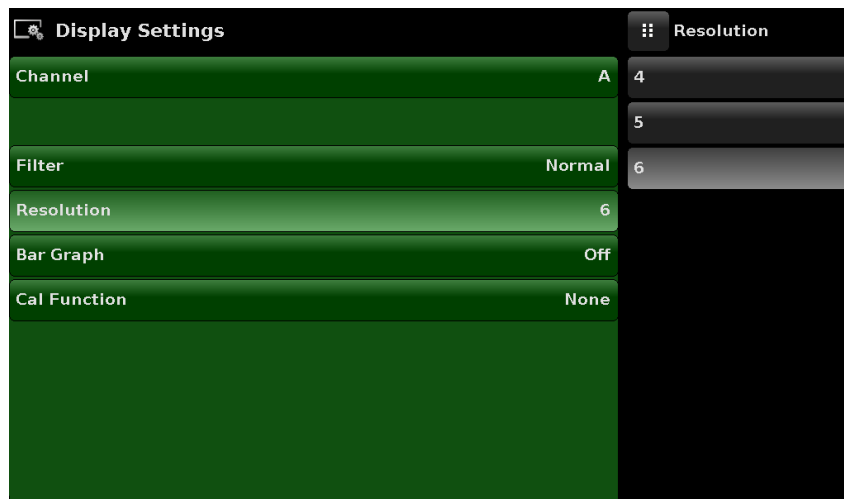 Display Settings
Channel A
Filter Normal
Resolution 6
Bar Graph Off
Cal Function None
Resolution
4
5
6